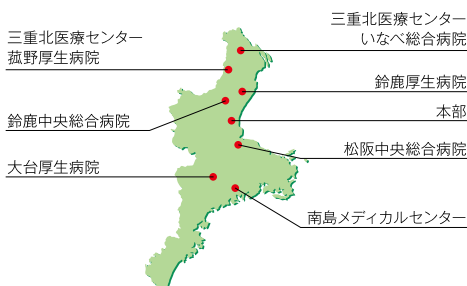 三重北医療センター
いなべ総合病院
三重北医療センター
菰野厚生病院
鈴鹿厚生病院
本部
鈴鹿中央総合病院
松阪中央総合病院
大台厚生病院
南島メディカルセンター